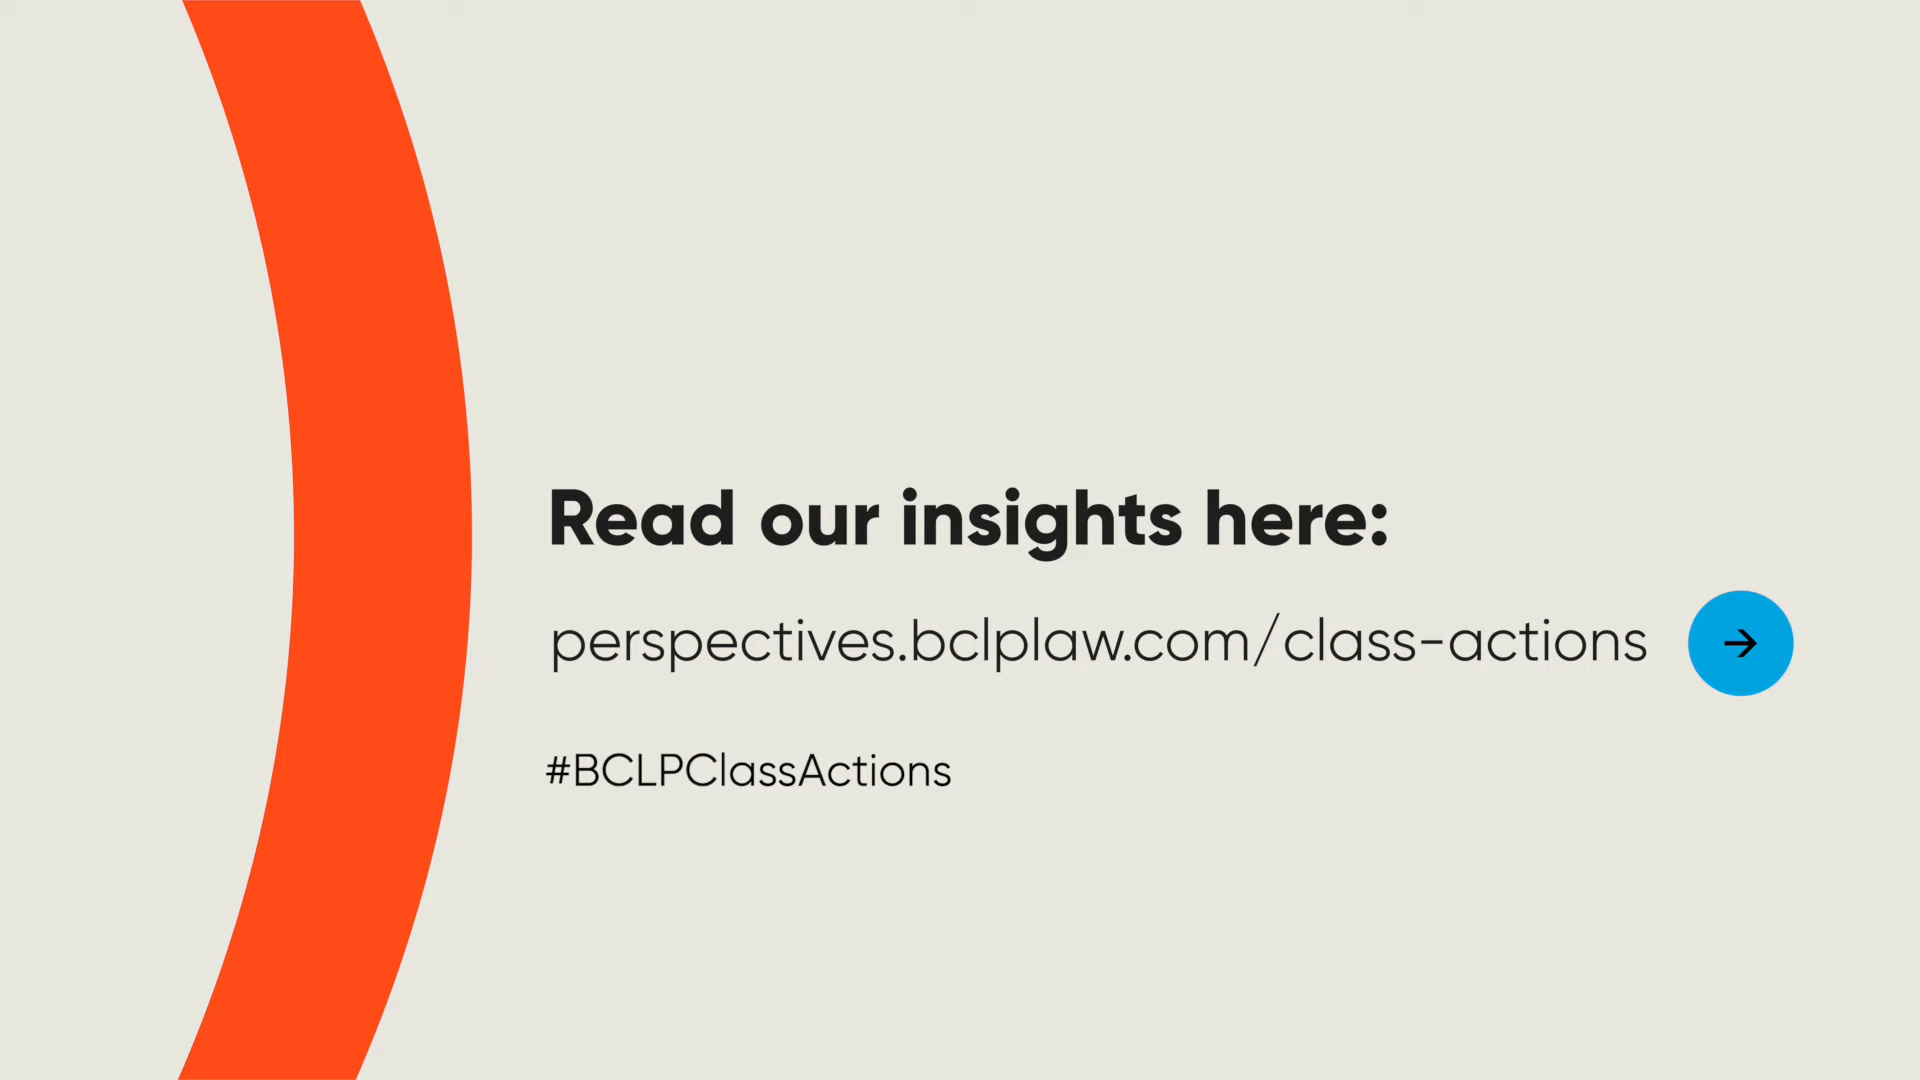 Read our insights here:
perspectives.bclplaw.com/class-actions
#BCLPClassActions